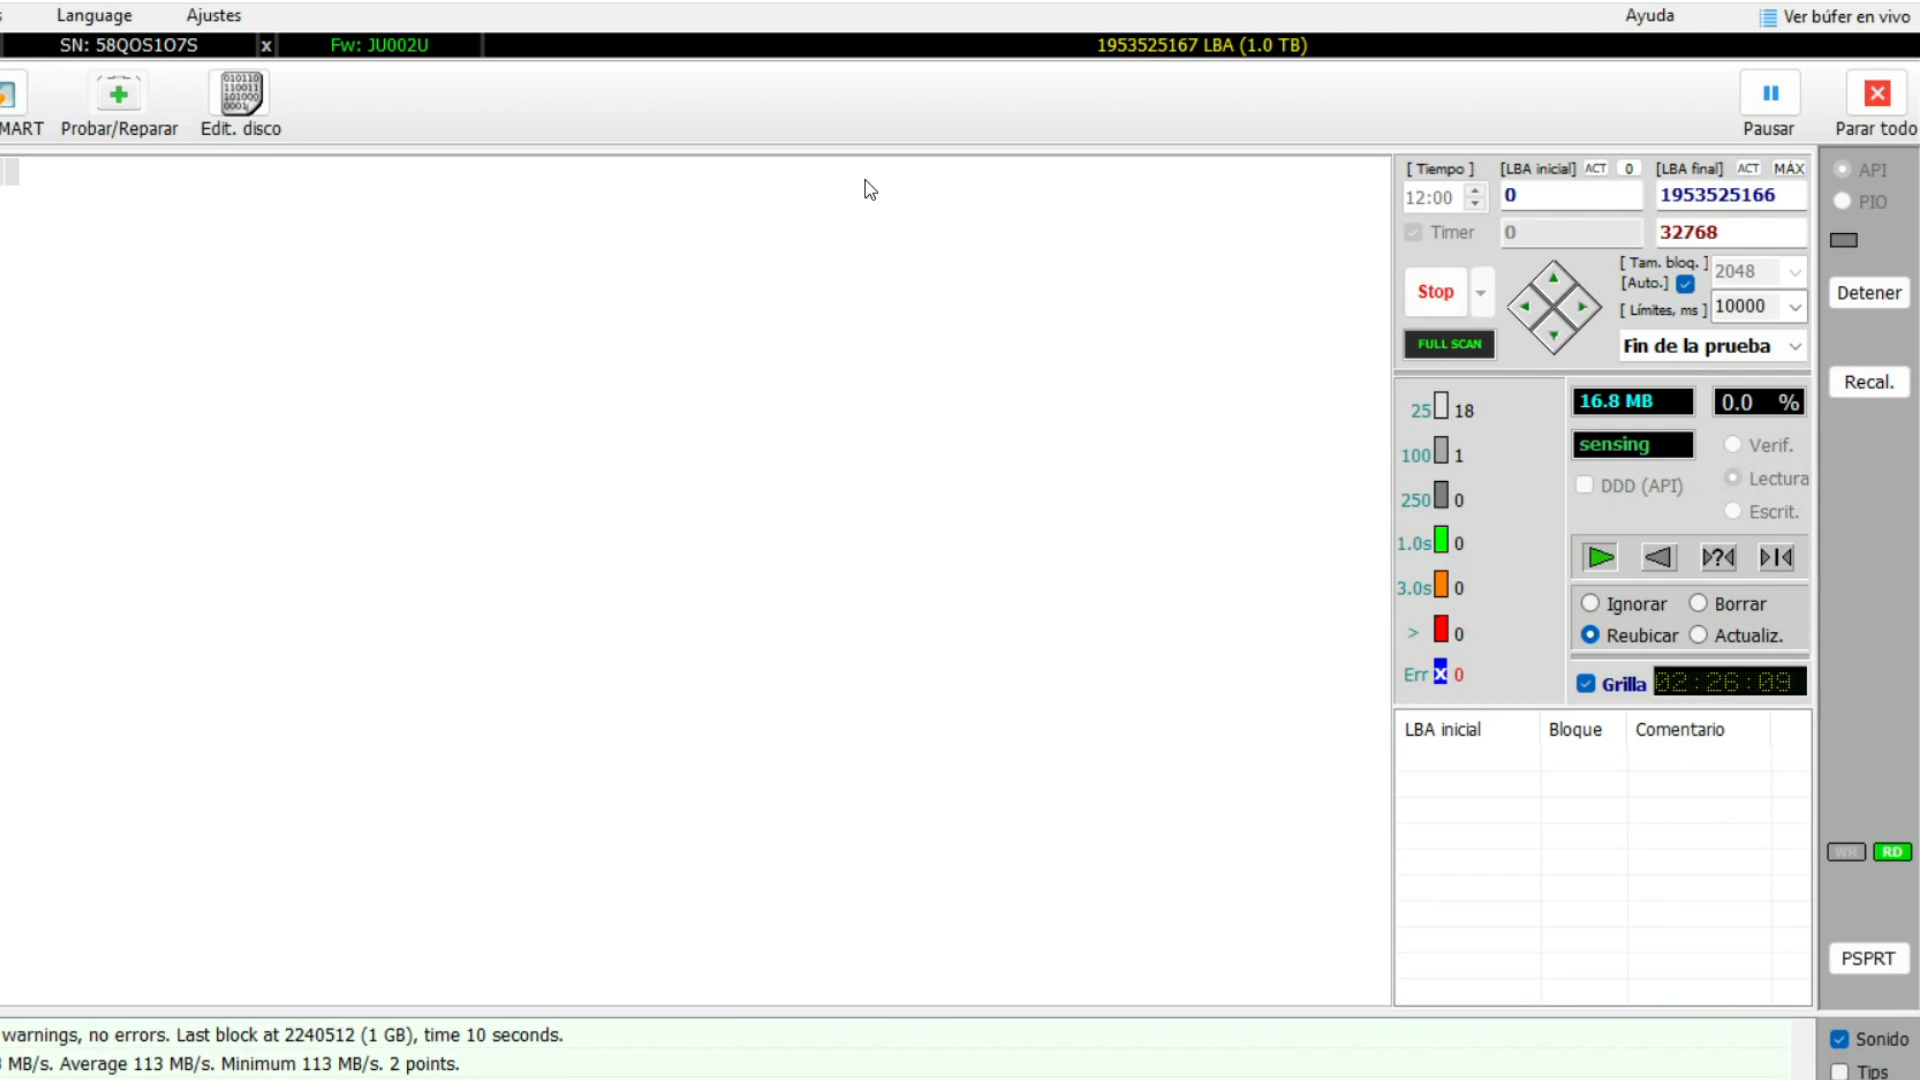 Language Ajustes Ayuda Ver búfer en vivo
SN: 58QOS1O7S x Fw: JU002U 1953525167 LBA (1.0 TB)
010110
110011
101000
0001
MART Probar/Reparar Edit. disco Pausar Parar todo
[ Tiempo ] [LBA inicial] ACT 0 [LBA final] ACT MÁX
12:00 0 1953525166
Timer 0 32768
API
PIO
Stop
[ Tam. bloq. ] 2048
[Auto.]
[ Límites, ms ] 10000
FULL SCAN
Fin de la prueba
Detener
Recal.
25 18
100 1
250 0
1.0s 0
3.0s 0
> 0
Err x 0
16.8 MB 0.0 %
sensing Verif.
DDD (API) Lectura
Escrit.
Ignorar Borrar
Reubicar Actualiz.
Grilla 02:26:09
LBA inicial Bloque Comentario
WR RD
PSPRT
warnings, no errors. Last block at 2240512 (1 GB), time 10 seconds.
MB/s. Average 113 MB/s. Minimum 113 MB/s. 2 points.
Sonido
Tips